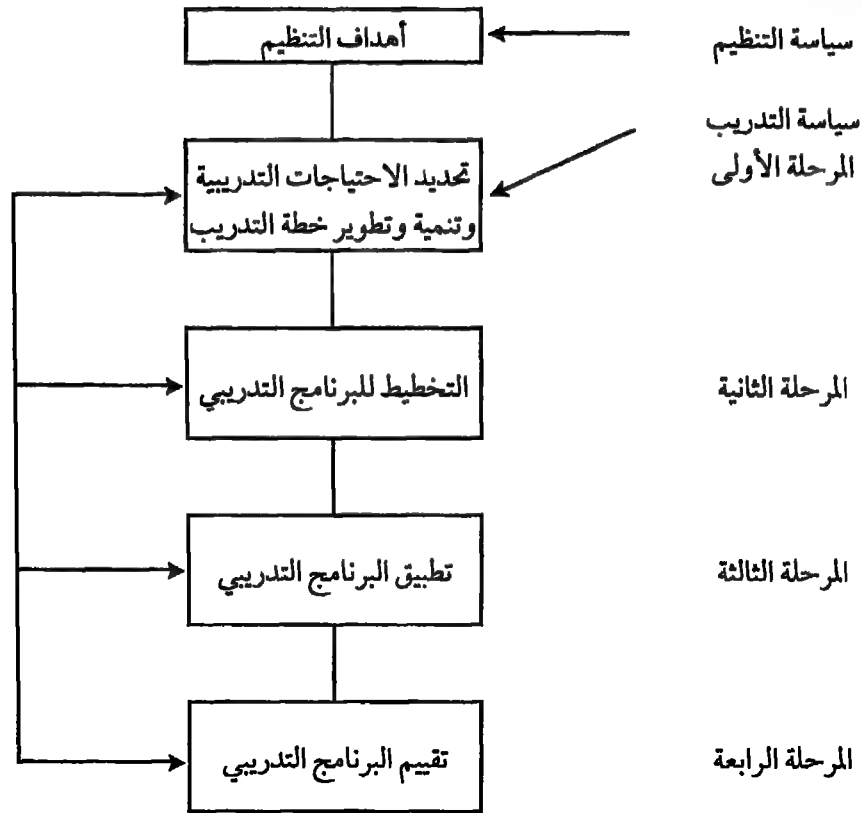 سياسة التنظيم
أهداف التنظيم
سياسة التدريب
المرحلة الأولى
تحديد الاحتياجات التدريبية
وتنمية وتطوير خطة التدريب
المرحلة الثانية
التخطيط للبرنامج التدريبي
المرحلة الثالثة
تطبيق البرنامج التدريبي
المرحلة الرابعة
تقييم البرنامج التدريبي